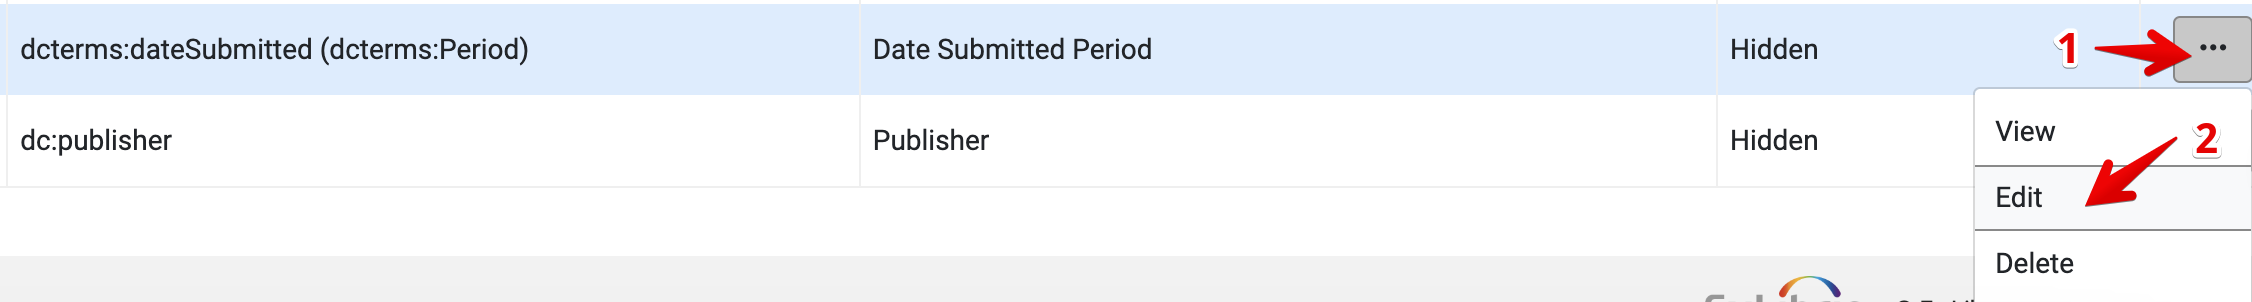 dcterms:dateSubmitted (dcterms:Period) Date Submitted Period Hidden 1 ...
dc:publisher Publisher Hidden
View
2
Edit
Delete